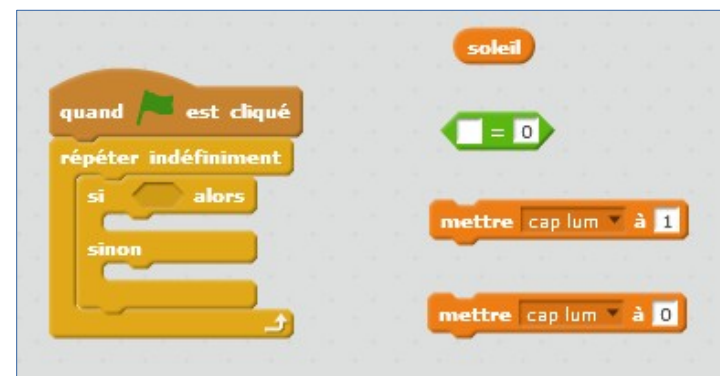 quand est cliqué
répéter indéfiniment
si alors
sinon
soleil
= 0
mettre cap lum à 1
mettre cap lum à 0